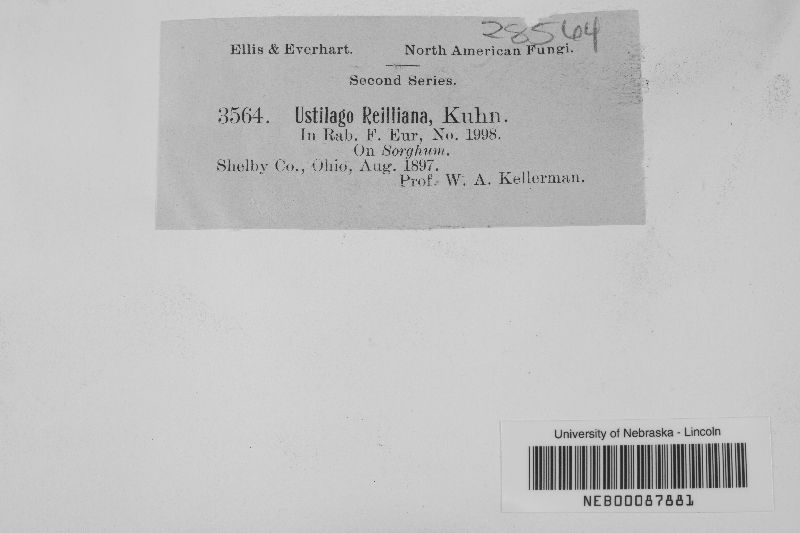 28564
Ellis & Everhart. North American Fungi.
Second Series.
3564. Ustilago Reilliana, Kuhn.
In Rab. F. Eur, No. 1998.
On Sorghum.
Shelby Co., Ohio, Aug. 1897.
Prof. W. A. Kellerman.
University of Nebraska - Lincoln
NEB00087881